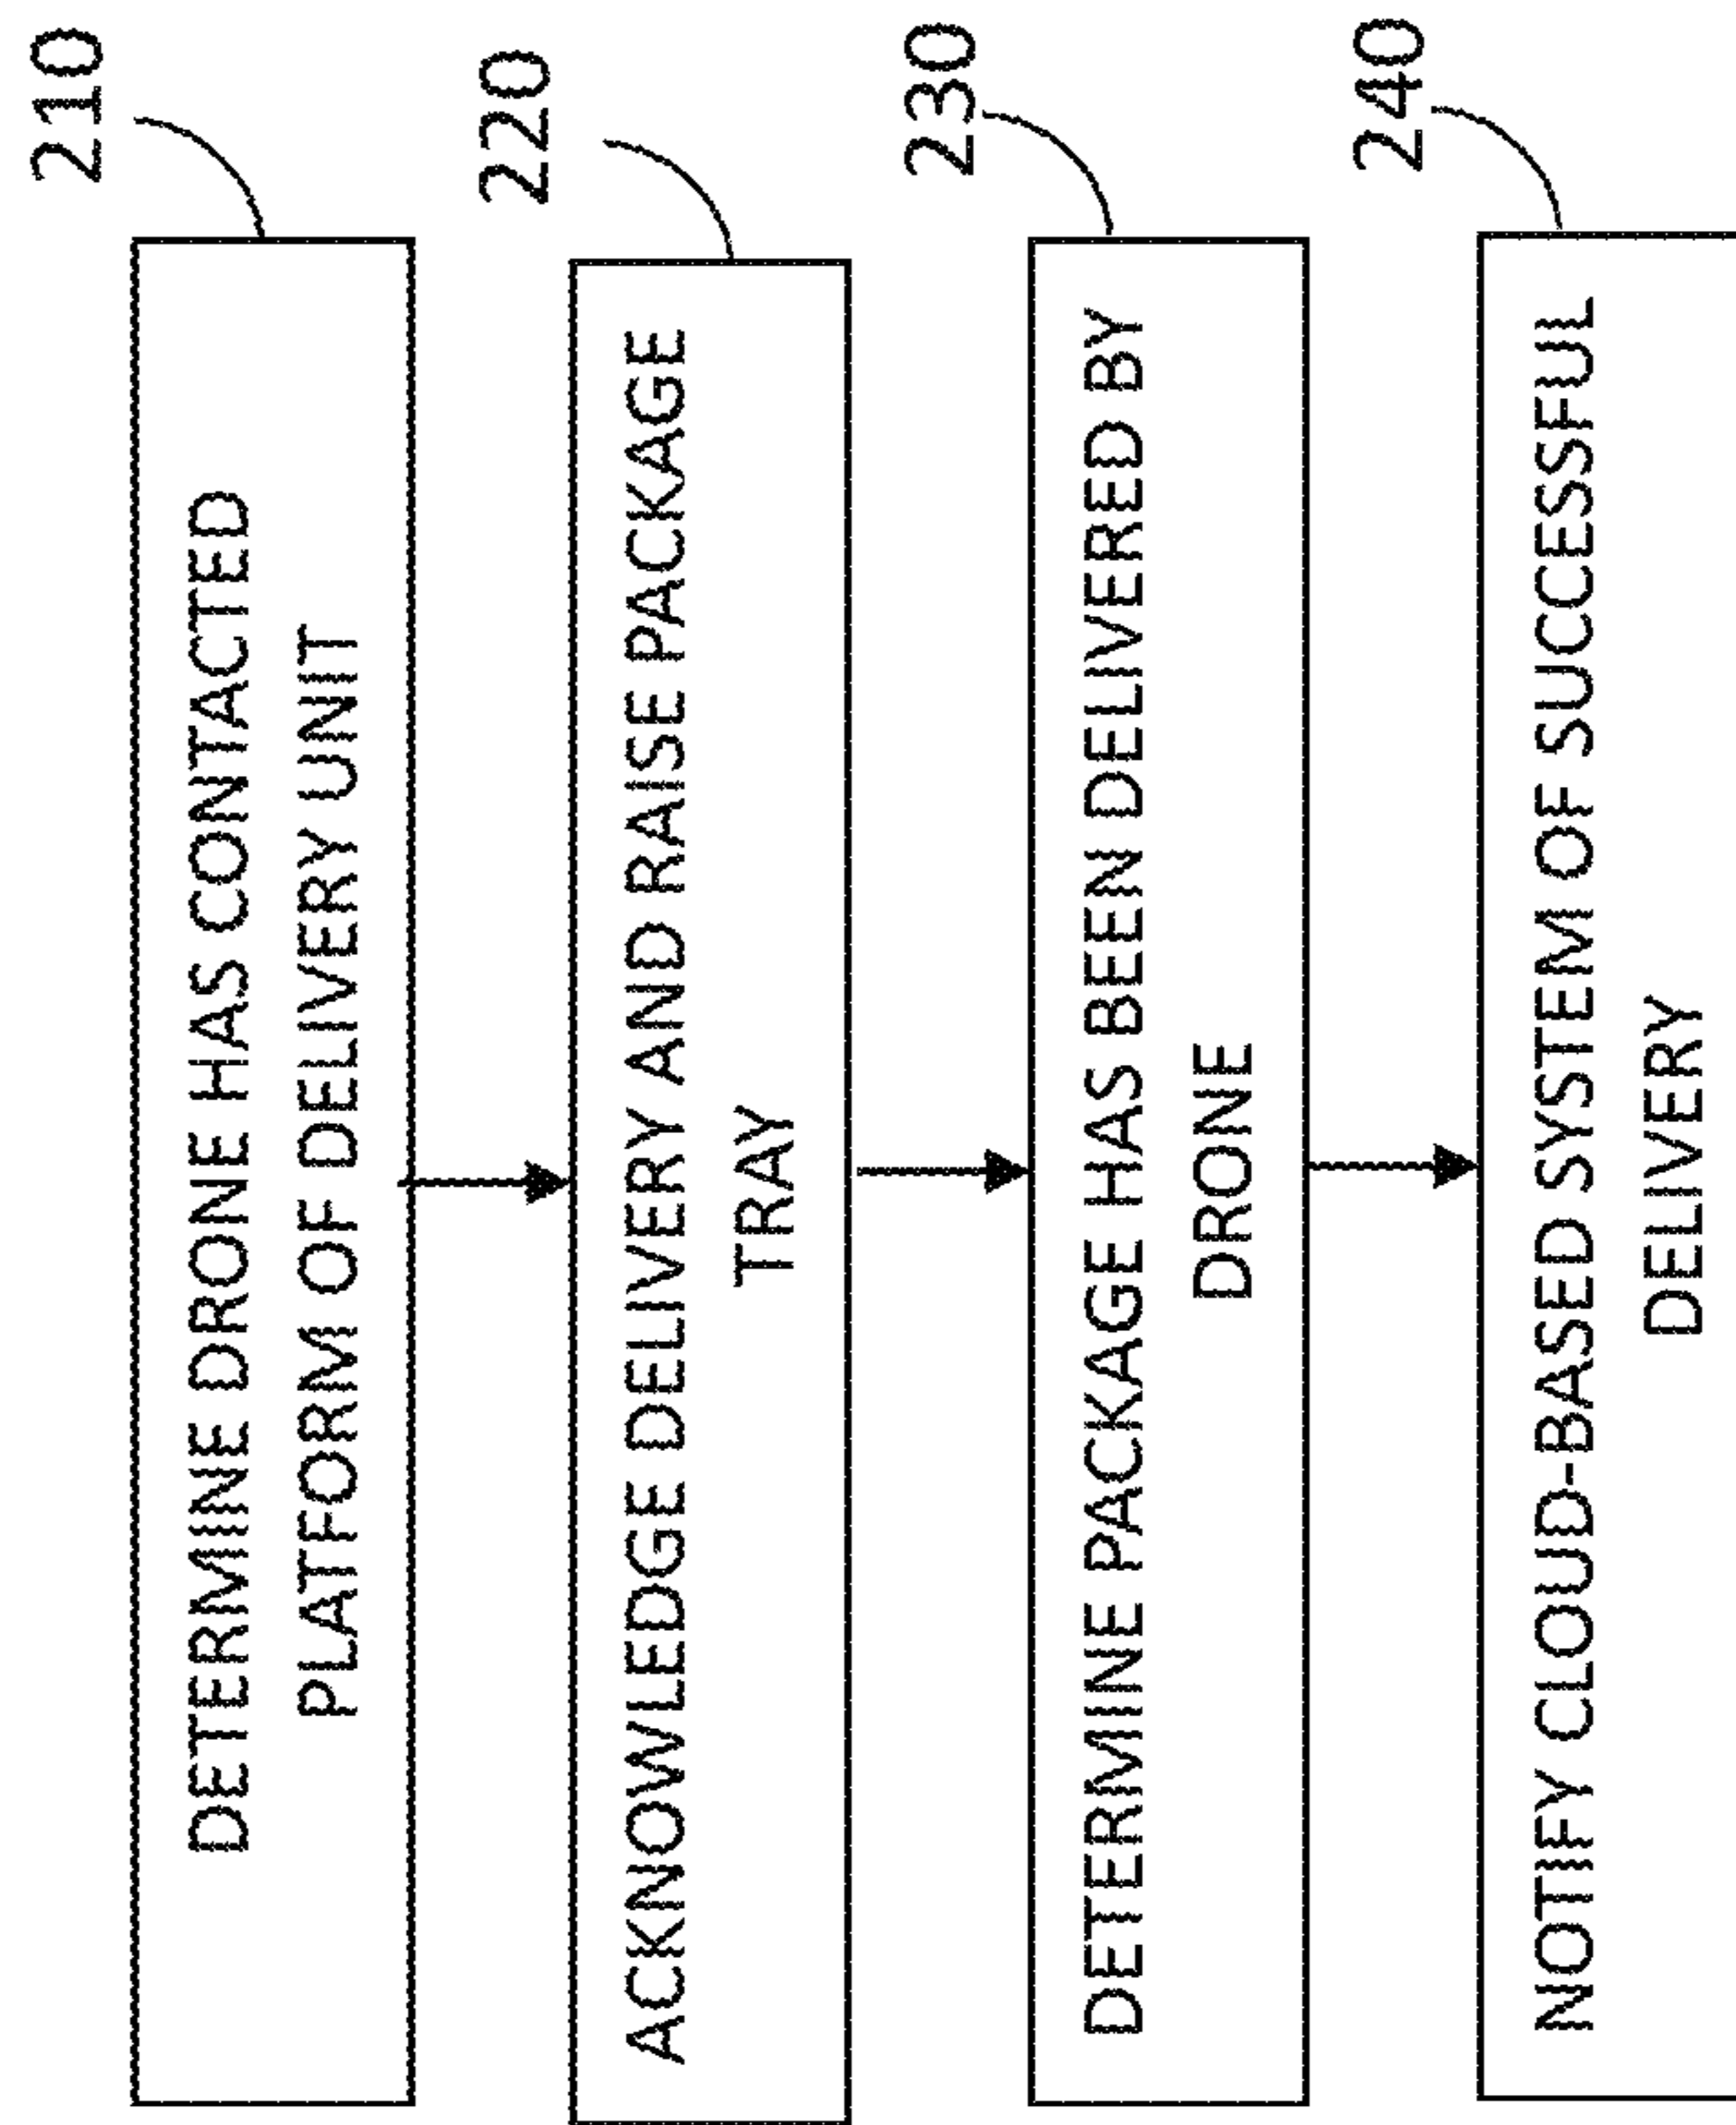 210
DETERMINE DRONE HAS CONTACTED
PLATFORM OF DELIVERY UNIT
220
ACKNOWLEDGE DELIVERY AND RAISE PACKAGE
TRAY
230
DETERMINE PACKAGE HAS BEEN DELIVERED BY
DRONE
240
NOTIFY CLOUD-BASED SYSTEM OF SUCCESSFUL
DELIVERY